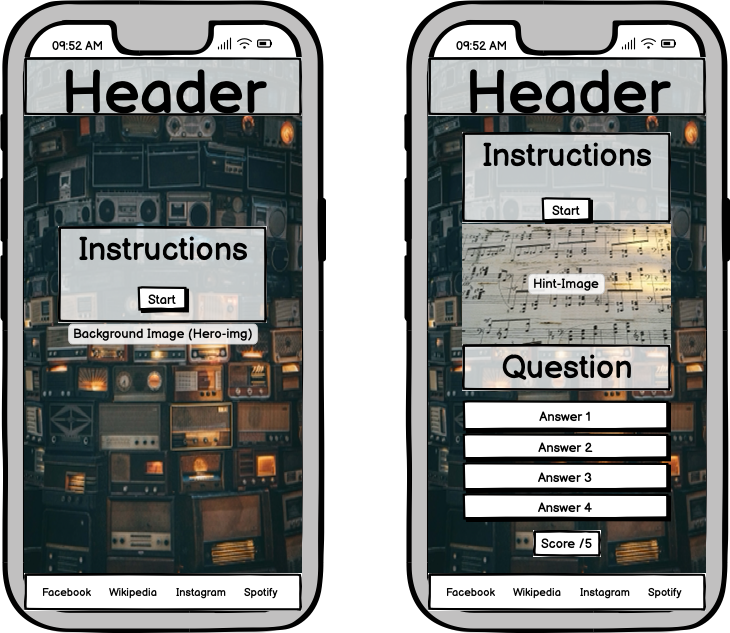 09:52 AM
Header
Instructions
Start
Background Image (Hero-img)
Facebook Wikipedia Instagram Spotify
09:52 AM
Header
Instructions
Start
Hint-Image
Question
Answer 1
Answer 2
Answer 3
Answer 4
Score /5
Facebook Wikipedia Instagram Spotify